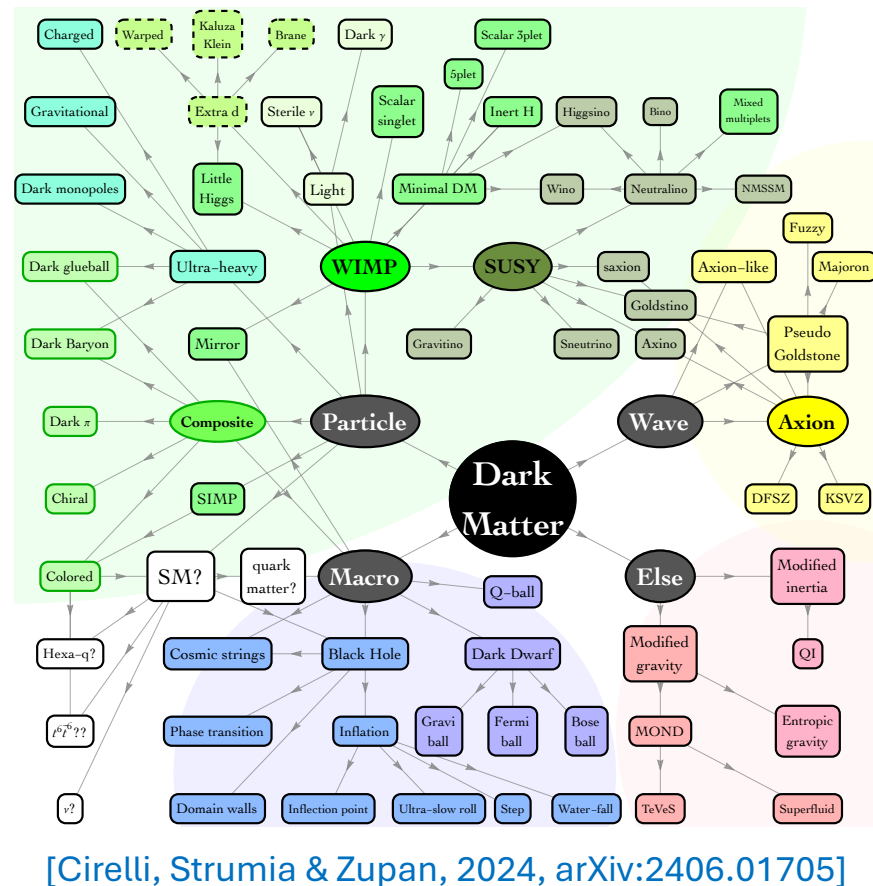 Charged
Warped
Kaluza
Klein
Brane
Dark γ
Scalar 3plet
5plet
Gravitational
Extra d
Sterile ν
Scalar
singlet
Inert H
Higgsino
Bino
Mixed
multiplets
Dark monopoles
Little
Higgs
Light
Minimal DM
Wino
Neutralino
NMSSM
Fuzzy
Dark glueball
Ultra-heavy
WIMP
SUSY
saxion
Axion-like
Majoron
Goldstino
Dark Baryon
Mirror
Gravitino
Sneutrino
Axino
Pseudo
Goldstone
Dark π
Composite
Particle
Wave
Axion
Dark
Matter
Chiral
SIMP
DFSZ
KSVZ
Colored
SM?
quark
matter?
Macro
Q-ball
Else
Modified
inertia
Hexa-q?
Cosmic strings
Black Hole
Dark Dwarf
Modified
gravity
QI
t⁶t̄⁶??
Phase transition
Inflation
Gravi
ball
Fermi
ball
Bose
ball
MOND
Entropic
gravity
ν?
Domain walls
Inflection point
Ultra-slow roll
Step
Water-fall
TeVeS
Superfluid
[Cirelli, Strumia & Zupan, 2024, arXiv:2406.01705]